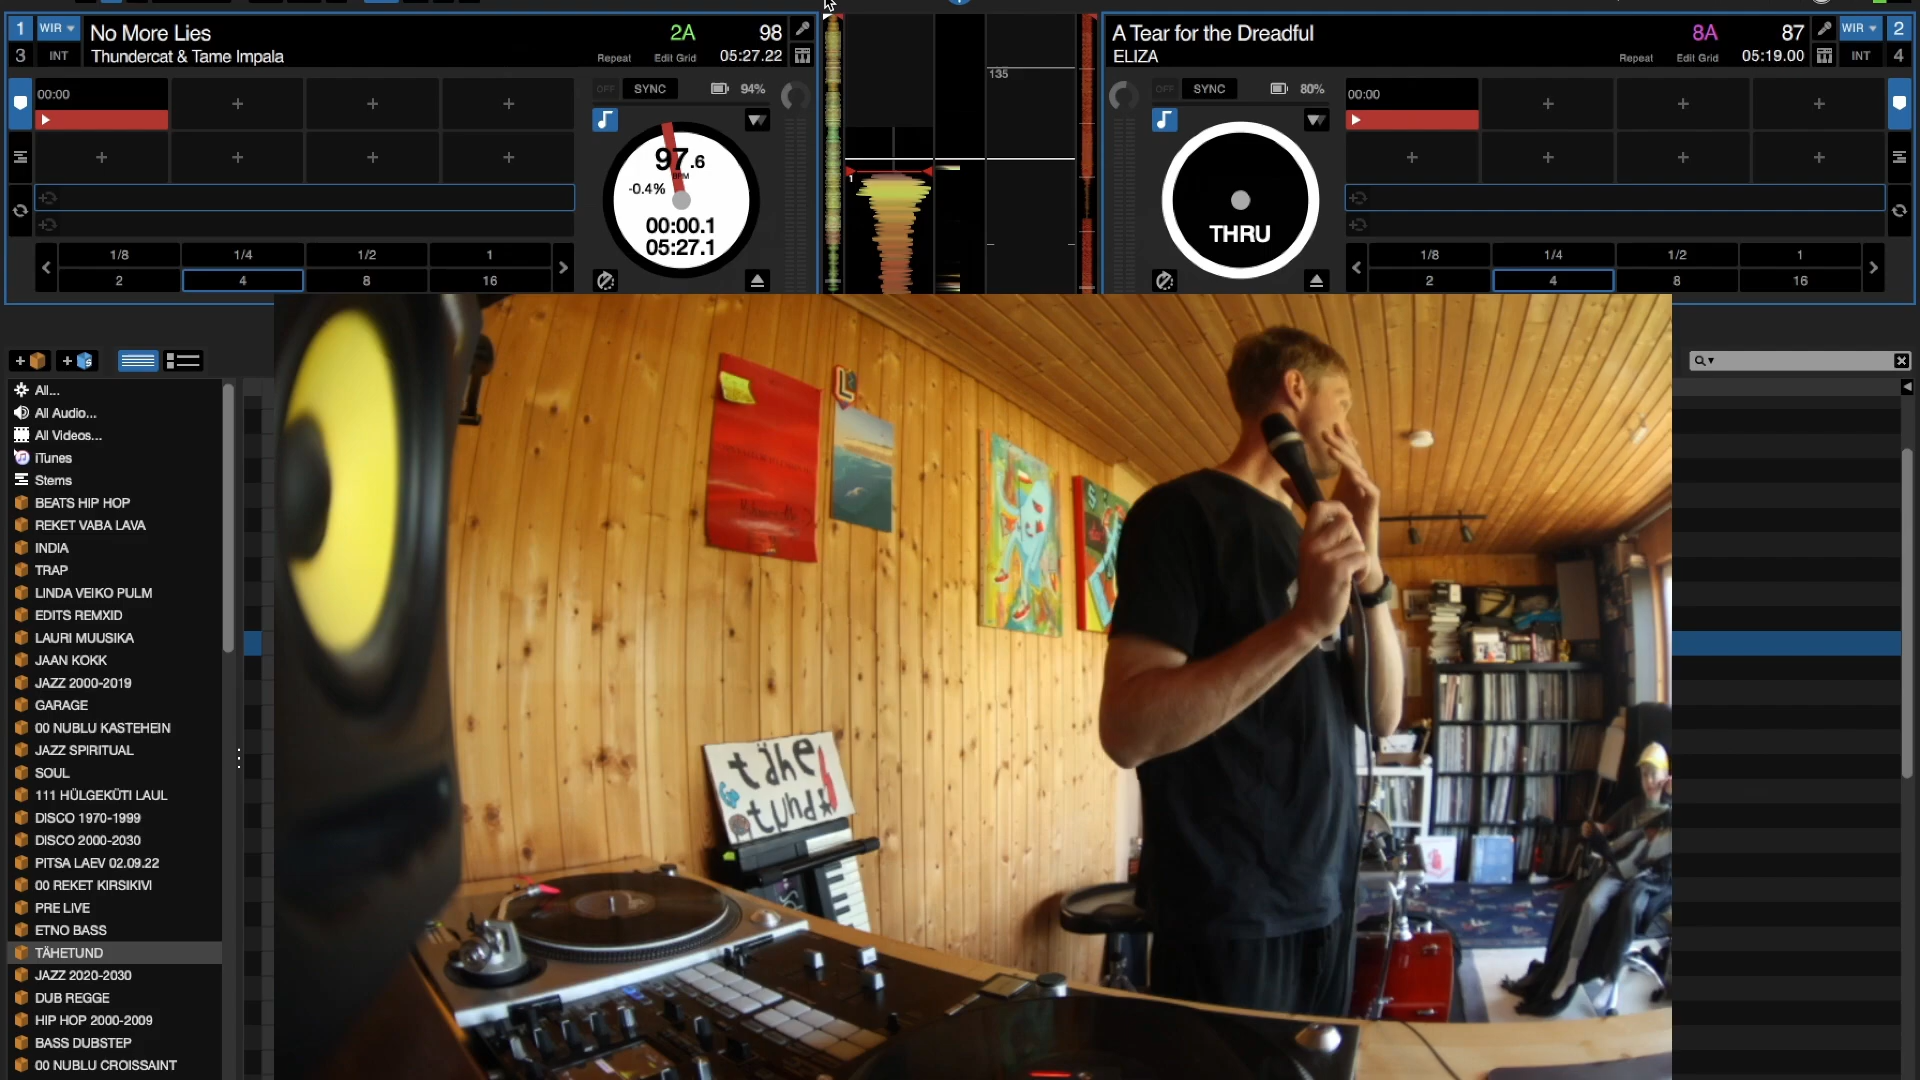 1 WIR No More Lies 2A 98
3 INT Thundercat & Tame Impala Repeat Edit Grid 05:27.22
A Tear for the Dreadful 8A 87 WIR 2
ELIZA Repeat Edit Grid 05:19.00 INT 4
00:00
OFF SYNC 94%
97.6
BPM
-0.4%
00:00.1
05:27.1
1/8 1/4 1/2 1
2 4 8 16
135
1
OFF SYNC 80%
THRU
00:00
1/8 1/4 1/2 1
2 4 8 16
All...
All Audio...
All Videos...
iTunes
Stems
BEATS HIP HOP
REKET VABA LAVA
INDIA
TRAP
LINDA VEIKO PULM
EDITS REMXID
LAURI MUUSIKA
JAAN KOKK
JAZZ 2000-2019
GARAGE
00 NUBLU KASTEHEIN
JAZZ SPIRITUAL
SOUL
111 HÜLGEKÜTI LAUL
DISCO 1970-1999
DISCO 2000-2030
PITSA LAEV 02.09.22
00 REKET KIRSIKIVI
PRE LIVE
ETNO BASS
TÄHETUND
JAZZ 2020-2030
DUB REGGE
HIP HOP 2000-2009
BASS DUBSTEP
00 NUBLU CROISSAINT
L
tähe
tund